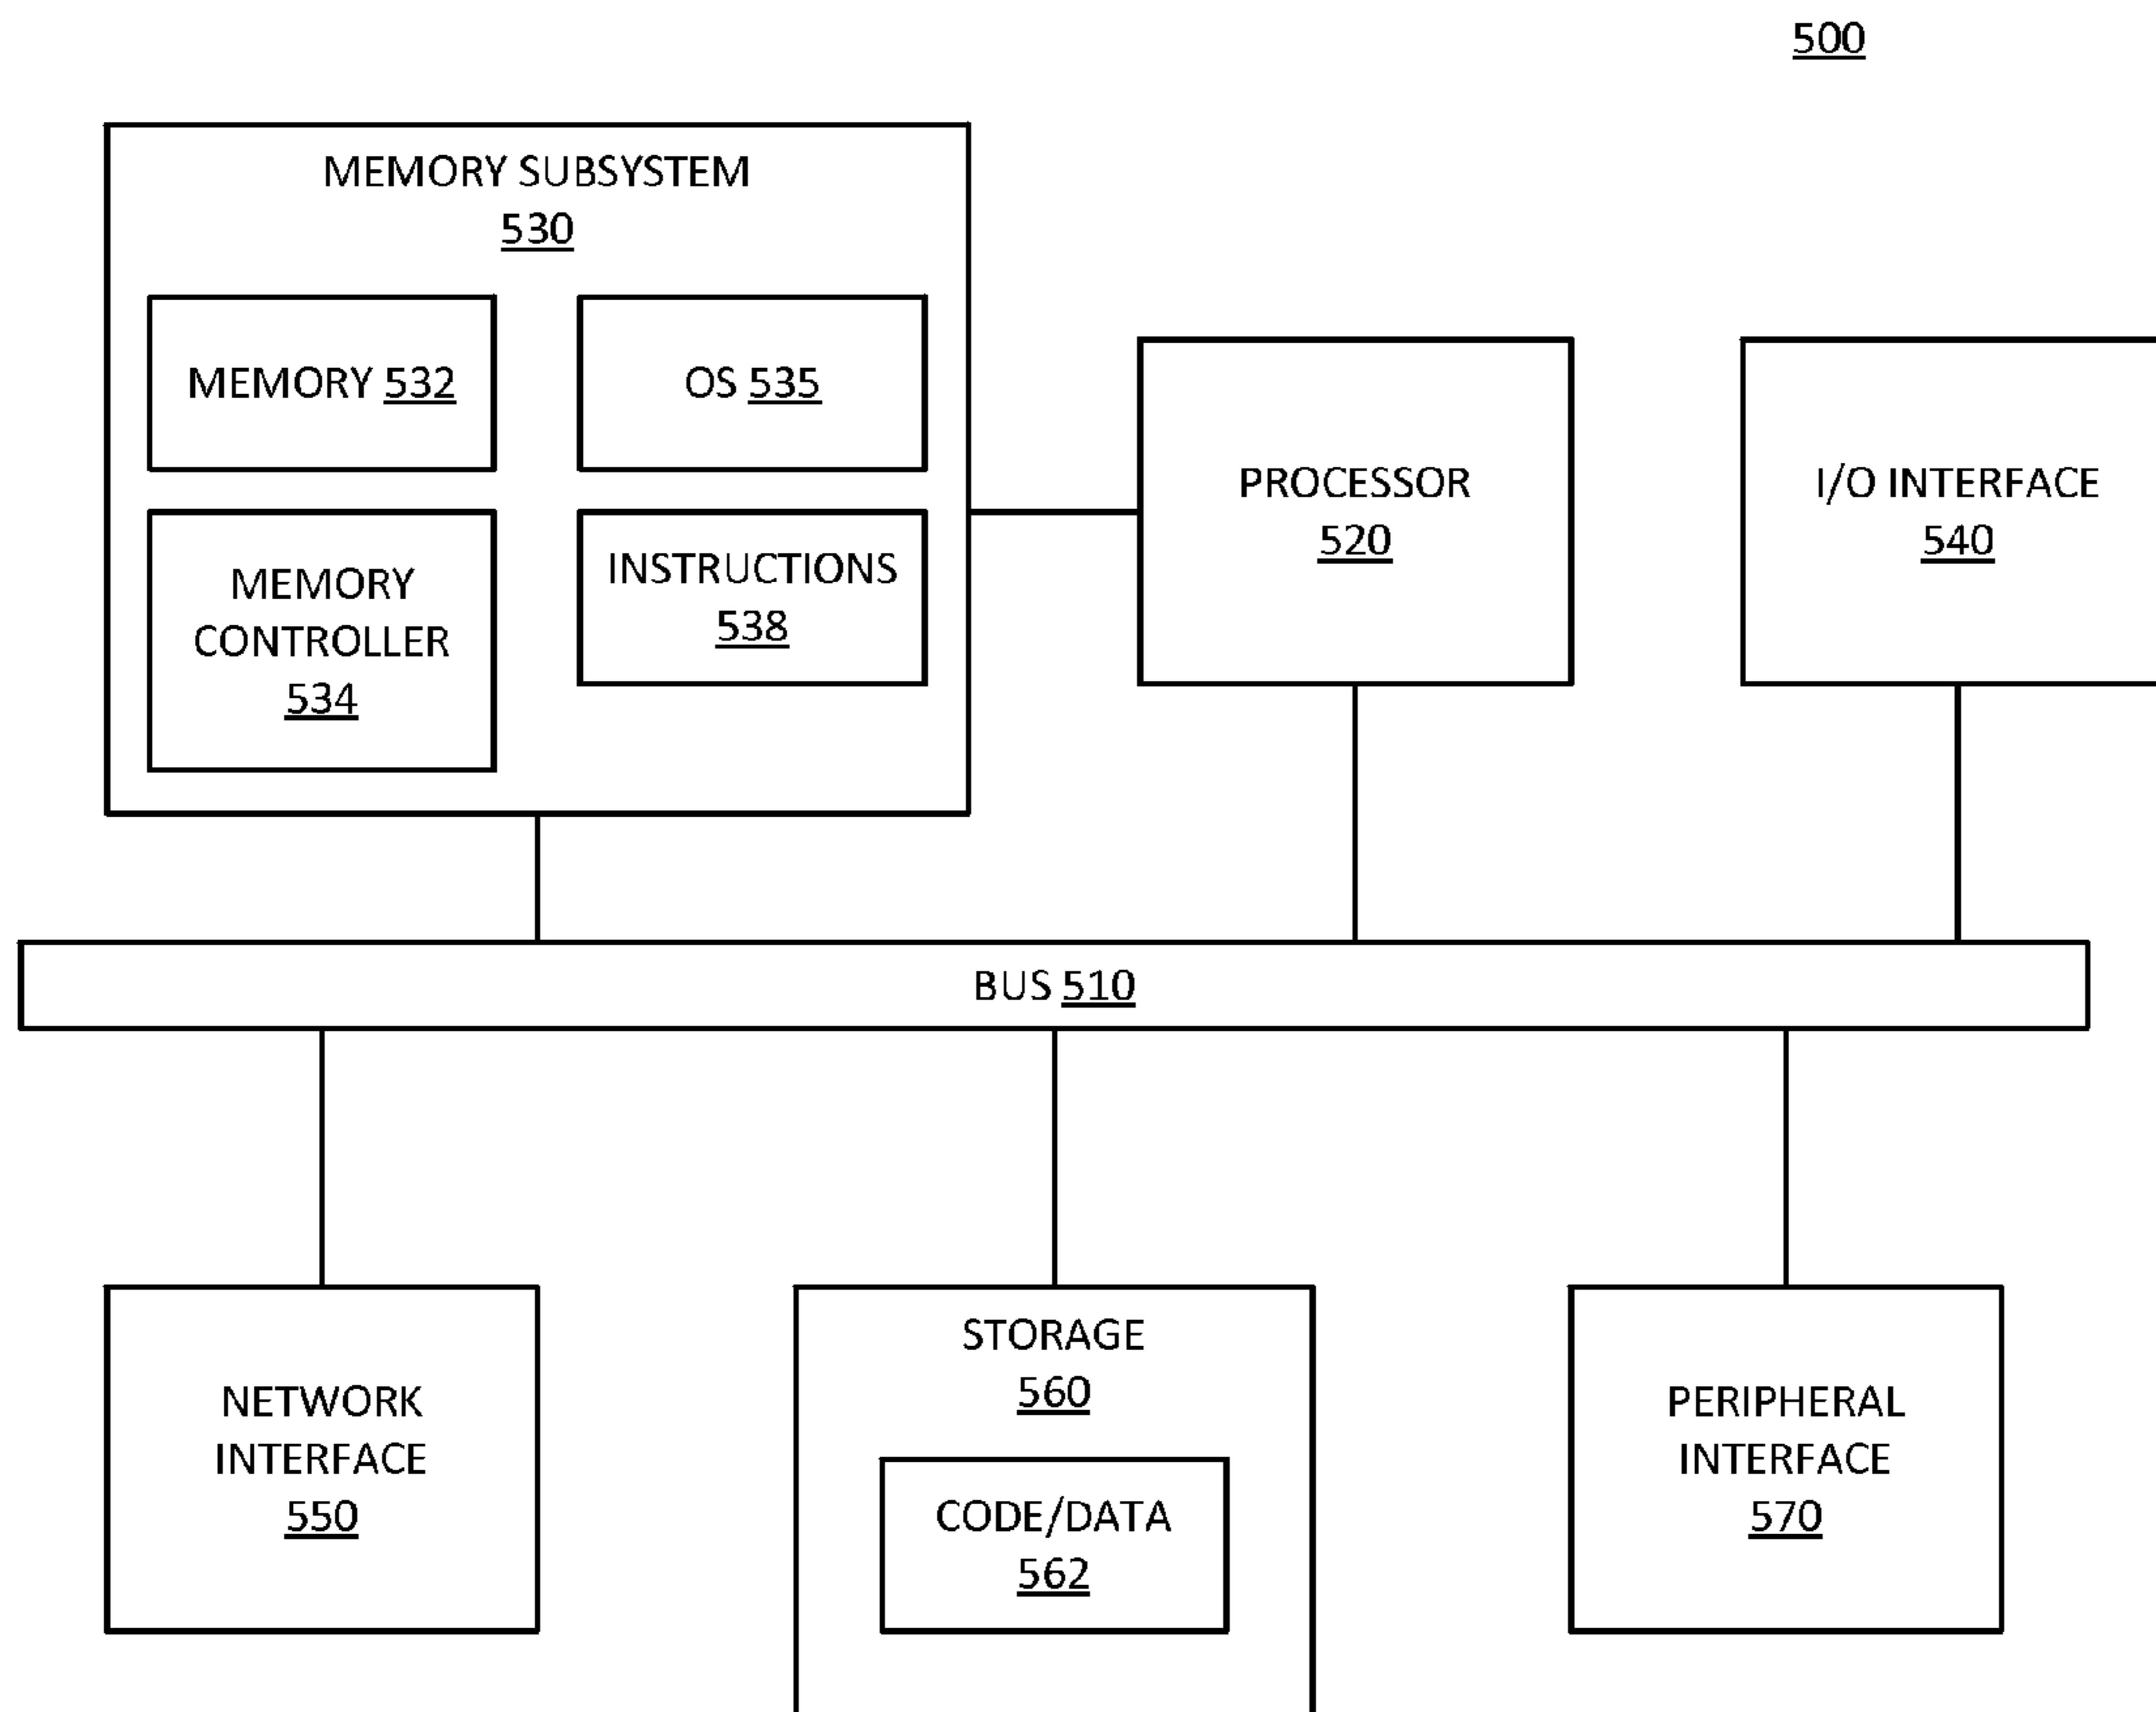 500
MEMORY SUBSYSTEM
530
MEMORY 532
OS 535
MEMORY
CONTROLLER
534
INSTRUCTIONS
538
PROCESSOR
520
I/O INTERFACE
540
BUS 510
NETWORK
INTERFACE
550
STORAGE
560
CODE/DATA
562
PERIPHERAL
INTERFACE
570